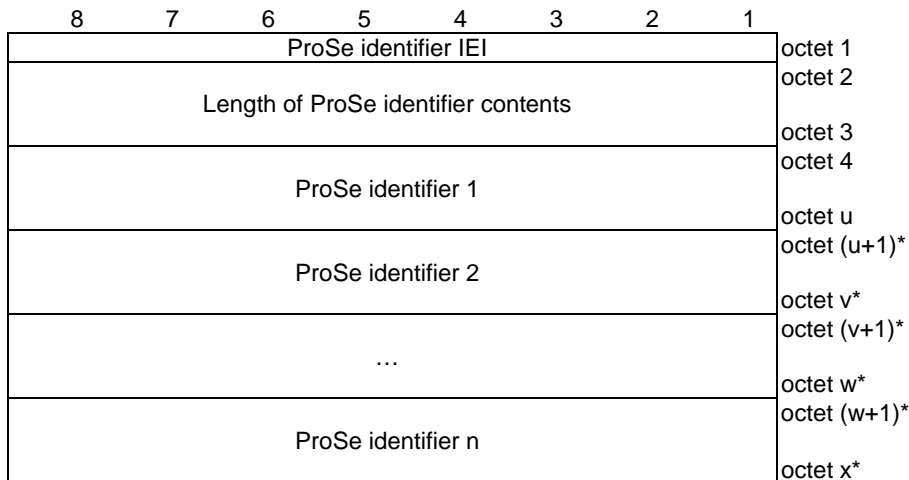 8 7 6 5 4 3 2 1
ProSe identifier IEI octet 1
octet 2
Length of ProSe identifier contents
octet 3
octet 4
ProSe identifier 1
octet u
octet (u+1)*
ProSe identifier 2
octet v*
octet (v+1)*
…
octet w*
octet (w+1)*
ProSe identifier n
octet x*